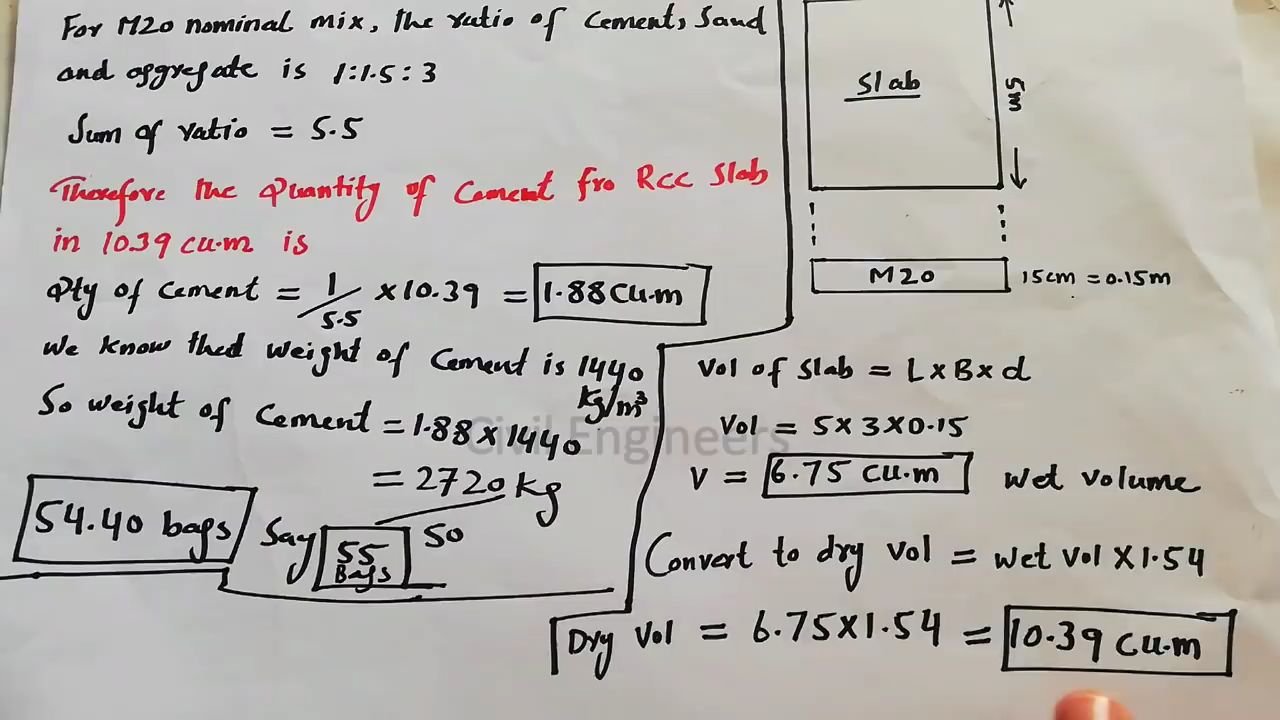 For M20 nominal mix, the ratio of cement, Sand
and aggregate is 1:1.5:3
Sum of ratio = 5.5
Therefore the Quantity of Cement fro Rcc Slab
in 10.39 cu.m is
Qty of cement = 1/5.5 × 10.39 = 1.88 Cu.m
We know thed weight of Cement is 1440
kg/m³
So weight of Cement = 1.88 × 1440
= 2720 kg
50
54.40 bags Say 55
Bags
Slab
5m
M20 15cm = 0.15m
Vol of Slab = L × B × d
Vol = 5 × 3 × 0.15
V = 6.75 cu.m wet volume
Convert to dry vol = wet vol × 1.54
Dry Vol = 6.75 × 1.54 = 10.39 cu.m
Civil Engineers